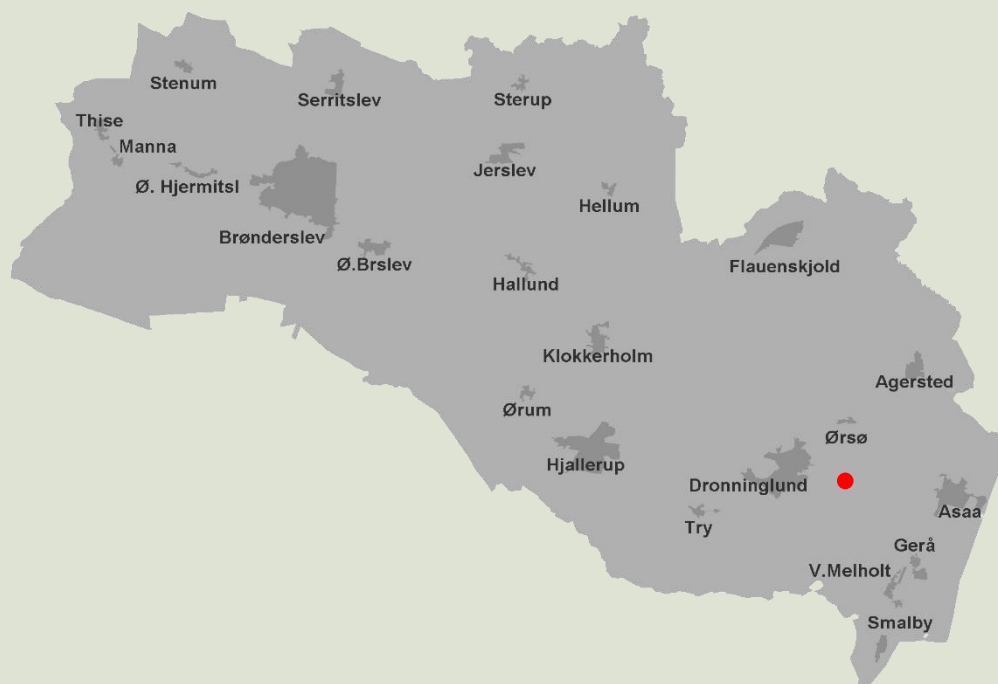 Stenum
Serritslev
Sterup
Thise
Manna
Jerslev
Ø. Hjermitsl
Hellum
Brønderslev
Ø.Brslev
Flauenskjold
Hallund
Klokkerholm
Agersted
Ørum
Ørsø
Hjallerup
Dronninglund
Asaa
Try
Gerå
V.Melholt
Smalby